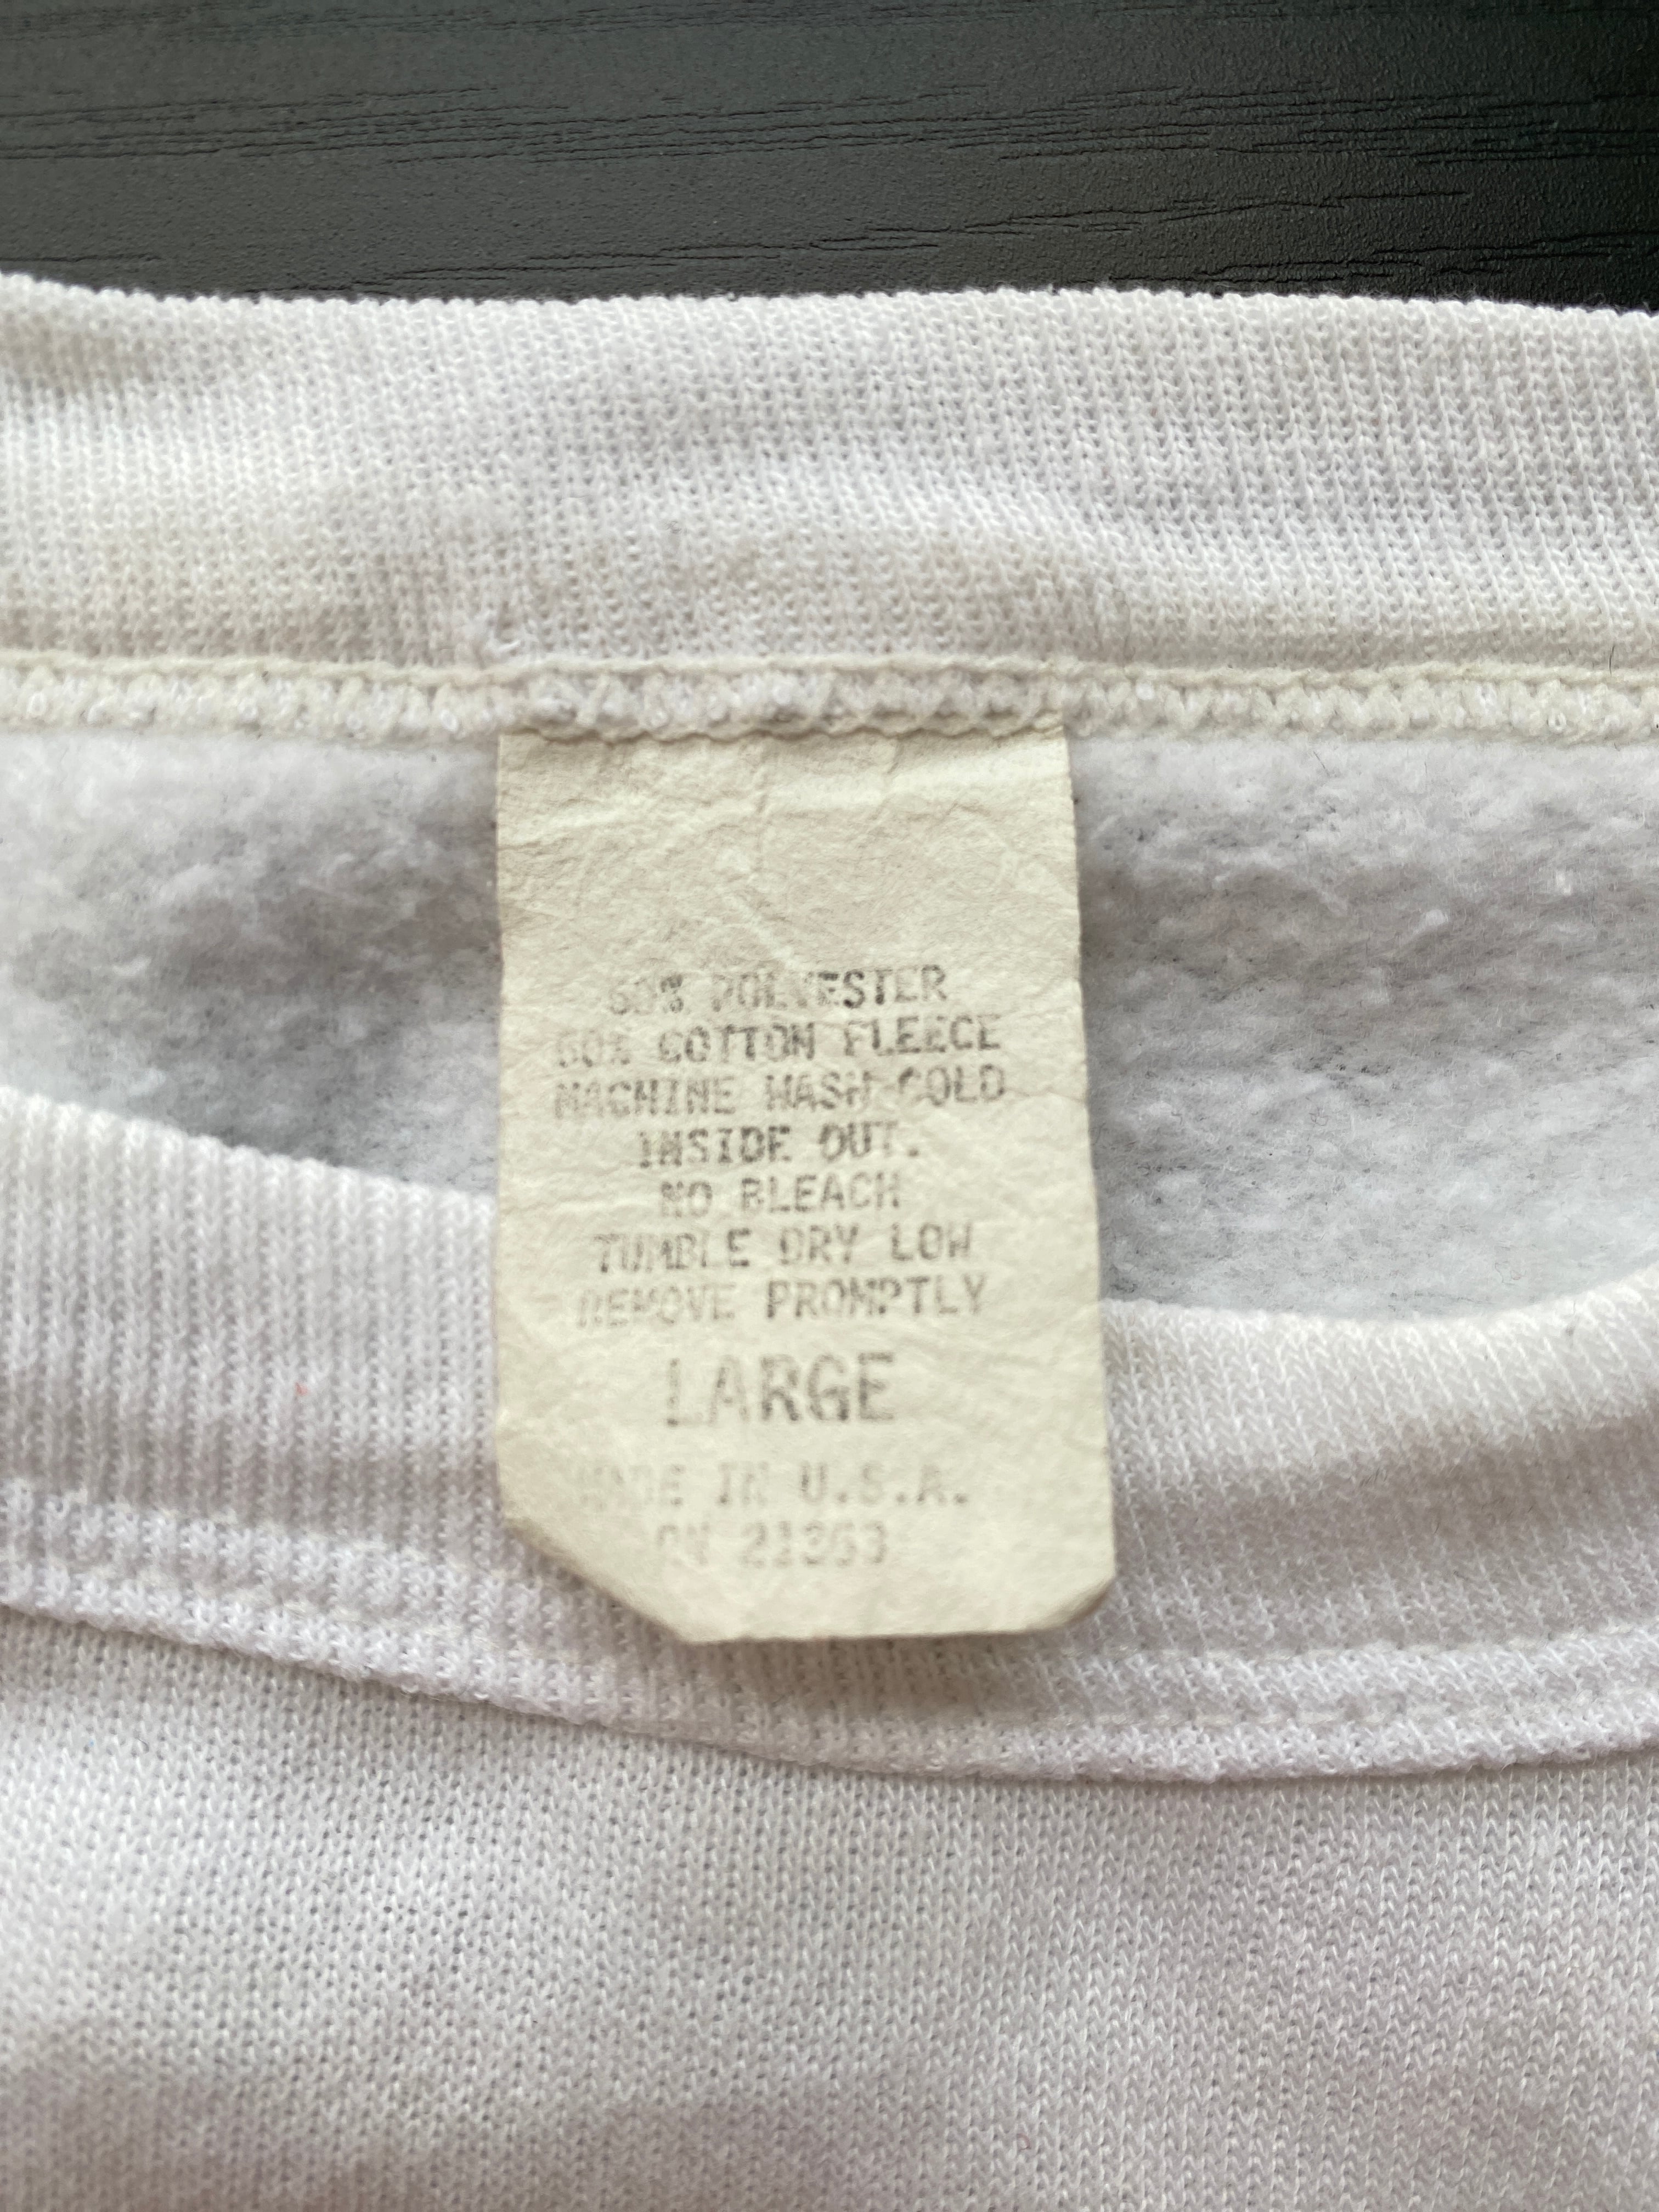 50% POLYESTER
50% COTTON FLEECE
MACHINE WASH COLD
INSIDE OUT.
NO BLEACH
TUMBLE DRY LOW
REMOVE PROMPTLY
LARGE
MADE IN U.S.A.
RN